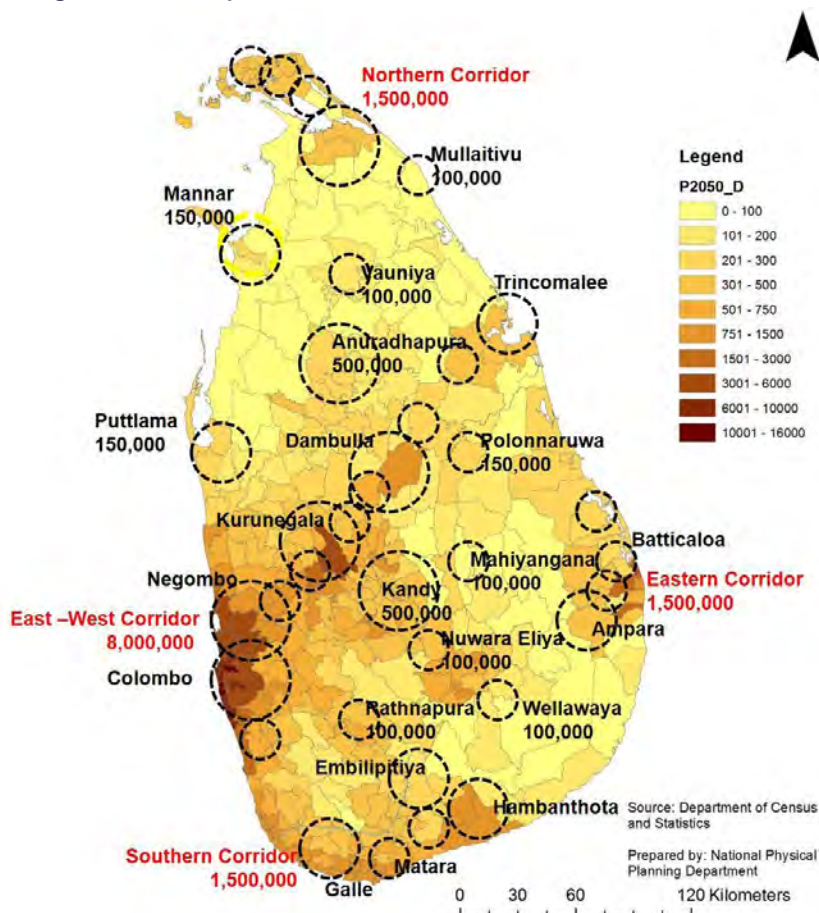 Northern Corridor
1,500,000
Mullaitivu
100,000
Mannar
150,000
Vauniya
100,000
Trincomalee
Anuradhapura
500,000
Puttlama
150,000
Dambulla
Polonnaruwa
150,000
Kurunegala
Batticaloa
Negombo
Mahiyangana
100,000
Eastern Corridor
1,500,000
Kandy
500,000
East –West Corridor
8,000,000
Ampara
Nuwara Eliya
100,000
Colombo
Rathnapura
100,000
Wellawaya
100,000
Embilipitiya
Hambanthota
Southern Corridor
1,500,000
Matara
Galle
Legend
P2050_D
0 - 100
101 - 200
201 - 300
301 - 500
501 - 750
751 - 1500
1501 - 3000
3001 - 6000
6001 - 10000
10001 - 16000
Source: Department of Census
and Statistics
Prepared by: National Physical
Planning Department
0 30 60 120 Kilometers